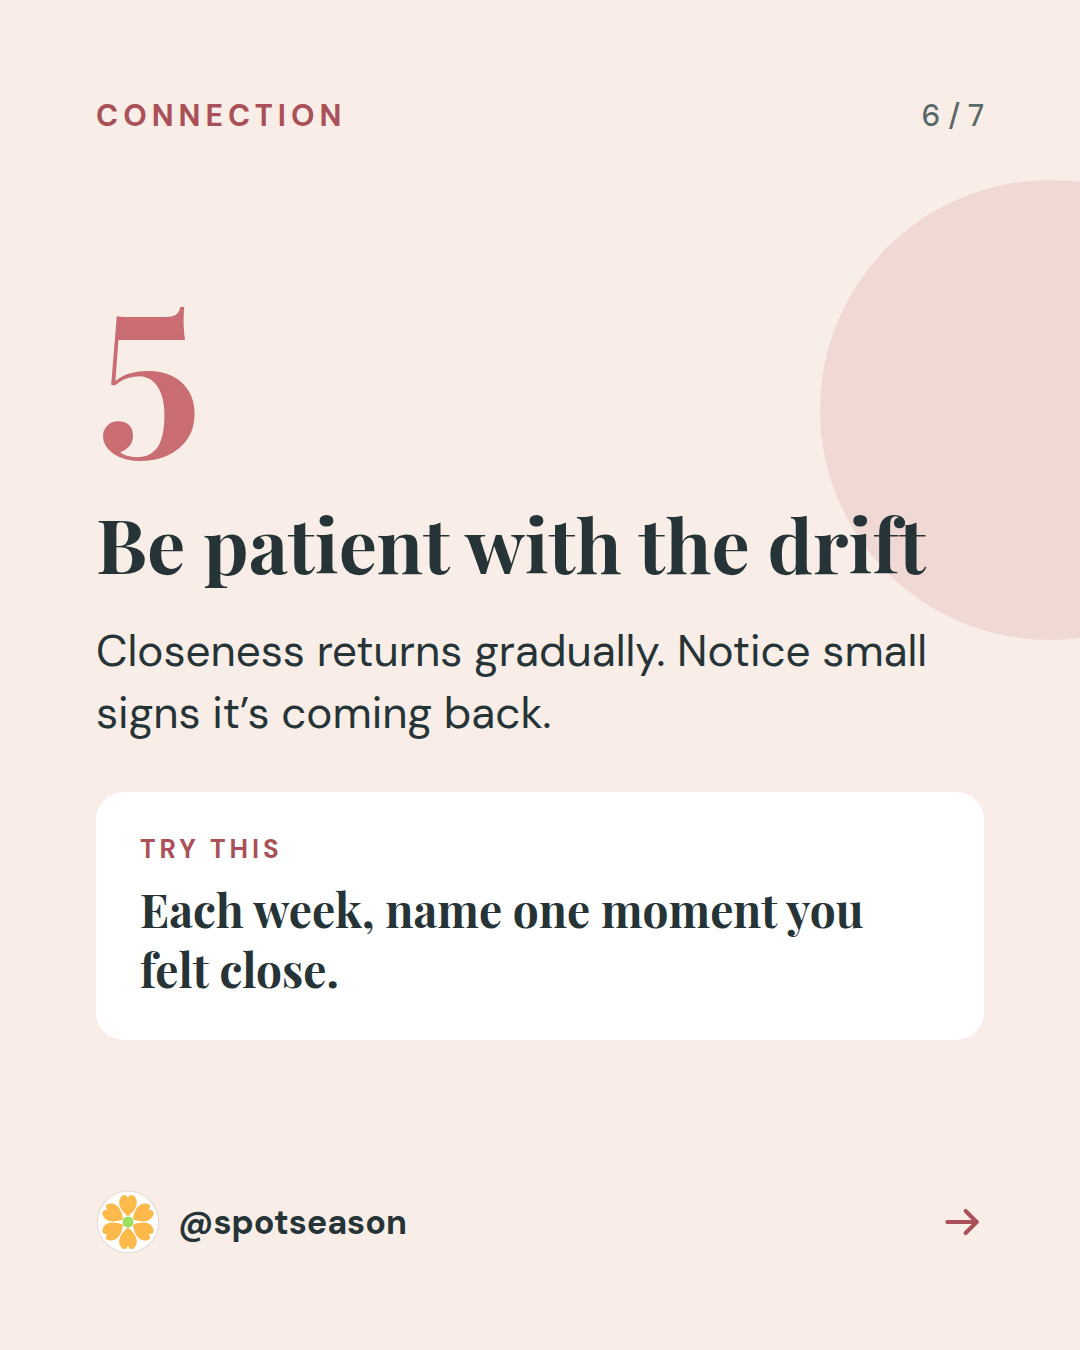 CONNECTION
6 / 7
5
Be patient with the drift
Closeness returns gradually. Notice small
signs it’s coming back.
TRY THIS
Each week, name one moment you
felt close.
@spotseason